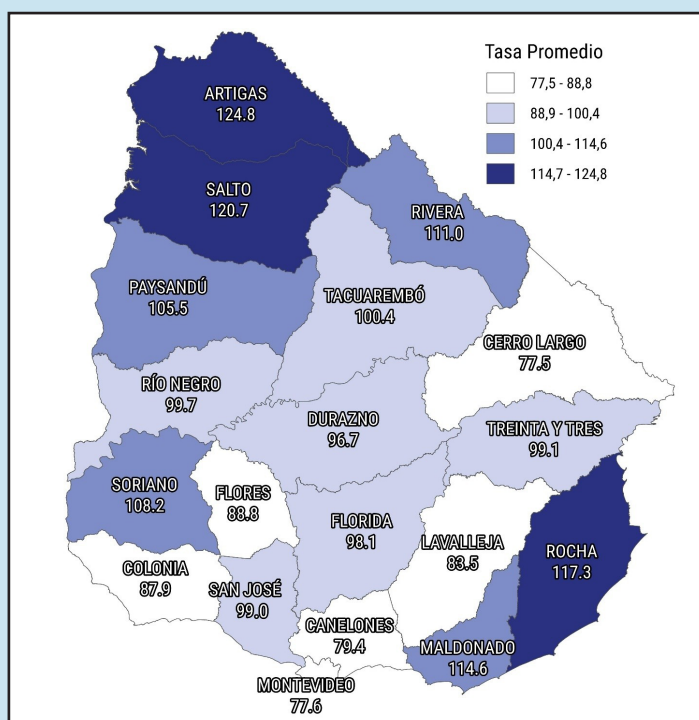 Tasa Promedio
77,5 - 88,8
88,9 - 100,4
100,4 - 114,6
114,7 - 124,8
ARTIGAS
124.8
SALTO
120.7
RIVERA
111.0
PAYSANDÚ
105.5
TACUAREMBÓ
100.4
CERRO LARGO
77.5
RÍO NEGRO
99.7
DURAZNO
96.7
TREINTA Y TRES
99.1
SORIANO
108.2
FLORES
88.8
FLORIDA
98.1
LAVALLEJA
83.5
ROCHA
117.3
COLONIA
87.9
SAN JOSÉ
99.0
CANELONES
79.4
MALDONADO
114.6
MONTEVIDEO
77.6